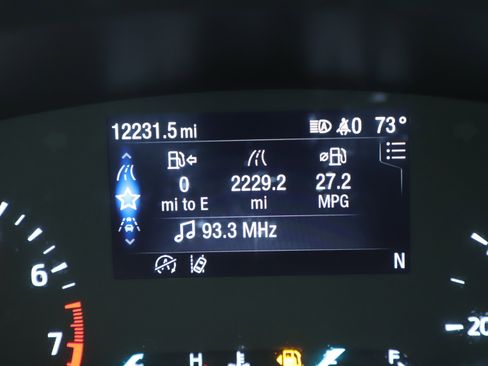 12231.5 mi 0 73°
0 2229.2 27.2
mi to E mi MPG
93.3 MHz
N
6
7
20
H F